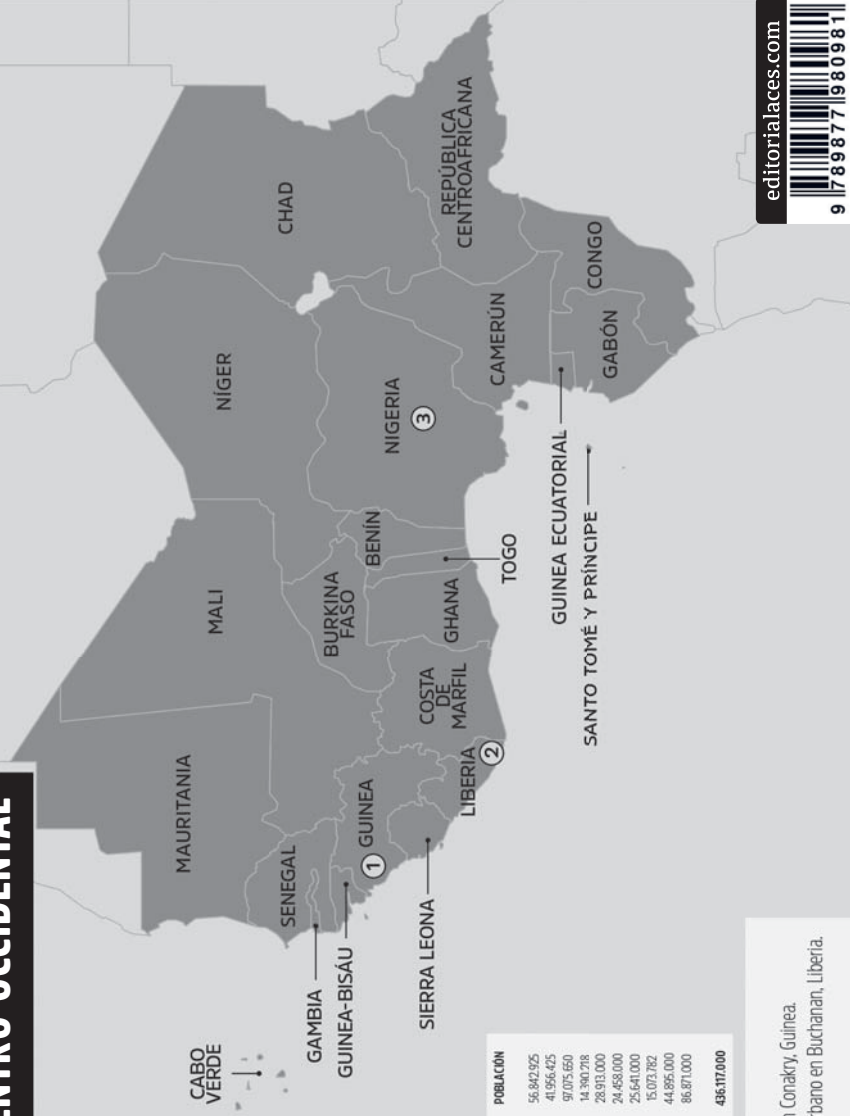 NTRO OCCIDENTAL
CABO
VERDE
MAURITANIA
MALI
NÍGER
CHAD
SENEGAL
GAMBIA
GUINEA-BISÁU
GUINEA
1
SIERRA LEONA
LIBERIA
2
COSTA
DE
MARFIL
BURKINA
FASO
GHANA
TOGO
BENÍN
NIGERIA
3
CAMERÚN
REPÚBLICA
CENTROAFRICANA
GUINEA ECUATORIAL
SANTO TOMÉ Y PRÍNCIPE
GABÓN
CONGO
POBLACIÓN
56.842.925
41.956.425
97.075.650
14.390.218
28.913.000
24.458.000
25.641.000
15.073.782
44.895.000
86.871.000
436.117.000
Conakry, Guinea.
bano en Buchanan, Liberia.
editorialaces.com
9 789877 980981